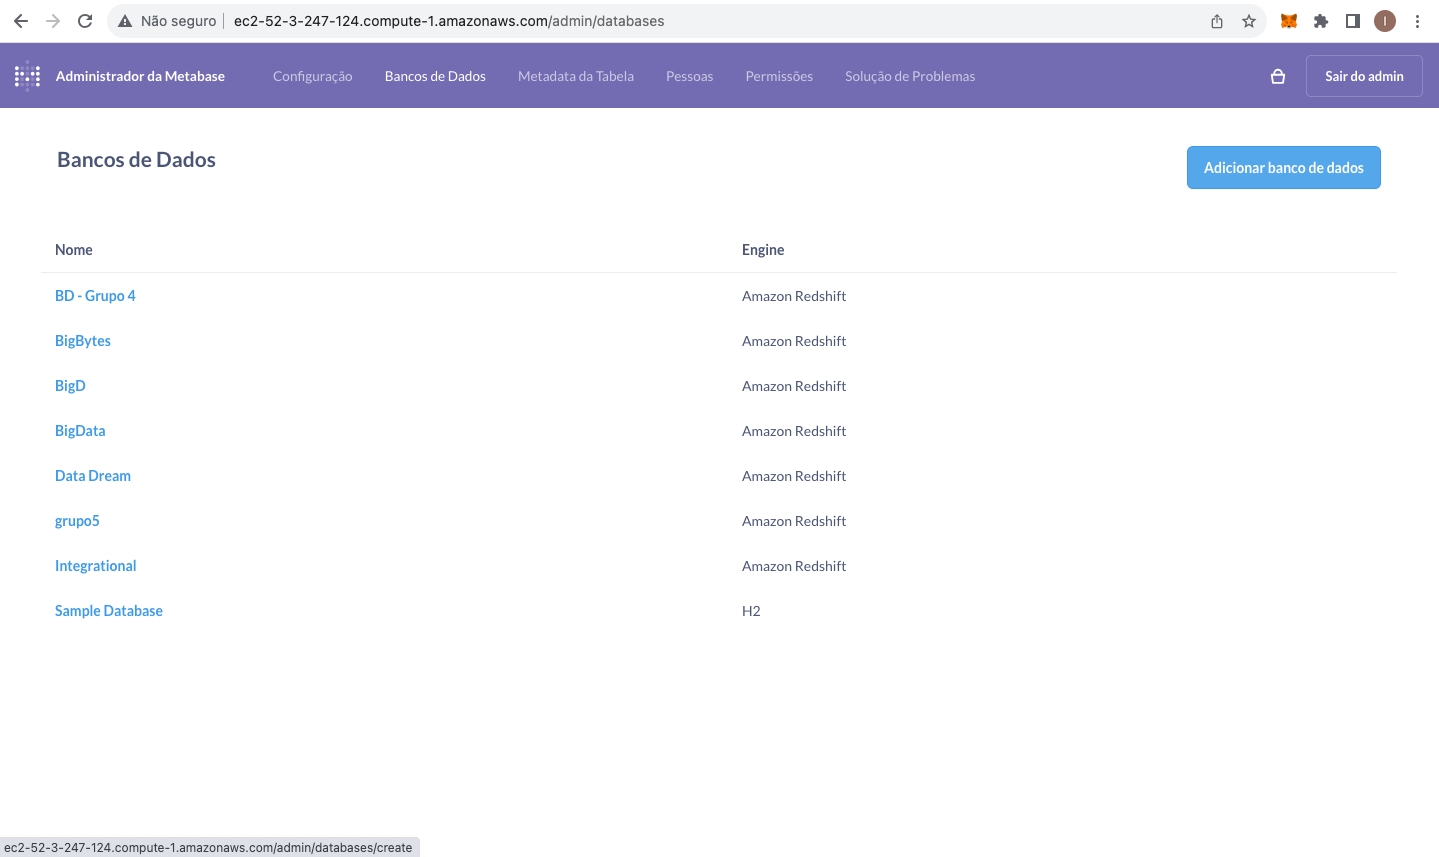 Não seguro ec2-52-3-247-124.compute-1.amazonaws.com/admin/databases I
Administrador da Metabase Configuração Bancos de Dados Metadata da Tabela Pessoas Permissões Solução de Problemas Sair do admin
Bancos de Dados Adicionar banco de dados
Nome Engine
BD - Grupo 4 Amazon Redshift
BigBytes Amazon Redshift
BigD Amazon Redshift
BigData Amazon Redshift
Data Dream Amazon Redshift
grupo5 Amazon Redshift
Integrational Amazon Redshift
Sample Database H2
ec2-52-3-247-124.compute-1.amazonaws.com/admin/databases/create